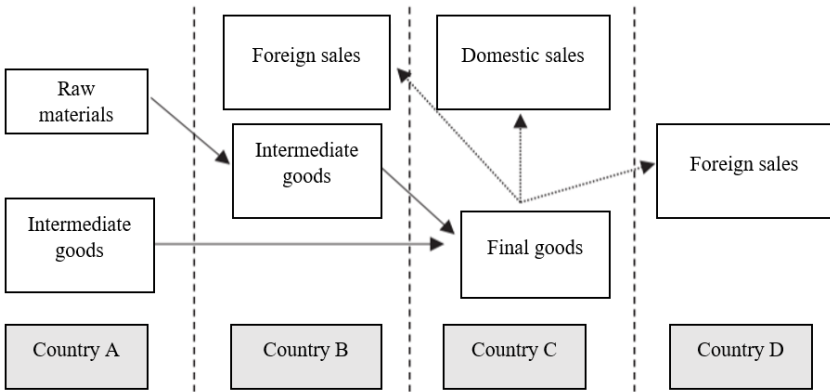 Foreign sales
Domestic sales
Raw
materials
Intermediate
goods
Foreign sales
Intermediate
goods
Final goods
Country A
Country B
Country C
Country D